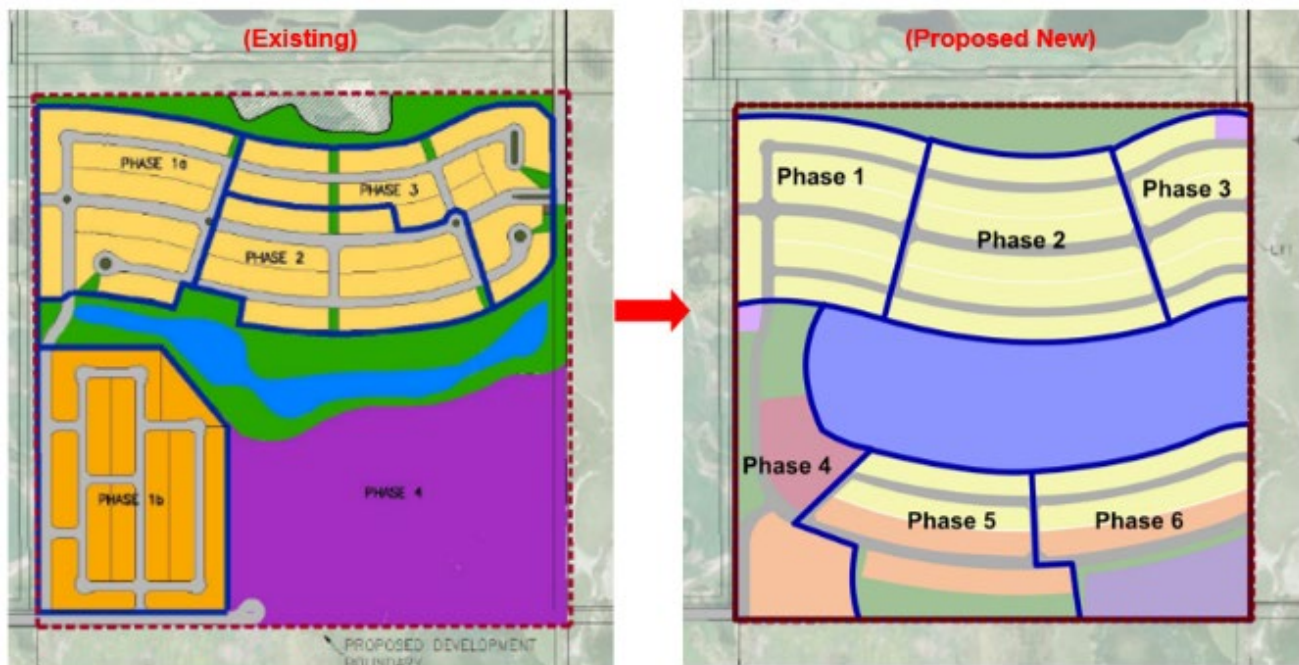 (Existing)
PHASE 1a
PHASE 3
PHASE 2
PHASE 1b
PHASE 4
PROPOSED DEVELOPMENT
BOUNDARY
(Proposed New)
Phase 1
Phase 2
Phase 3
Phase 4
Phase 5
Phase 6